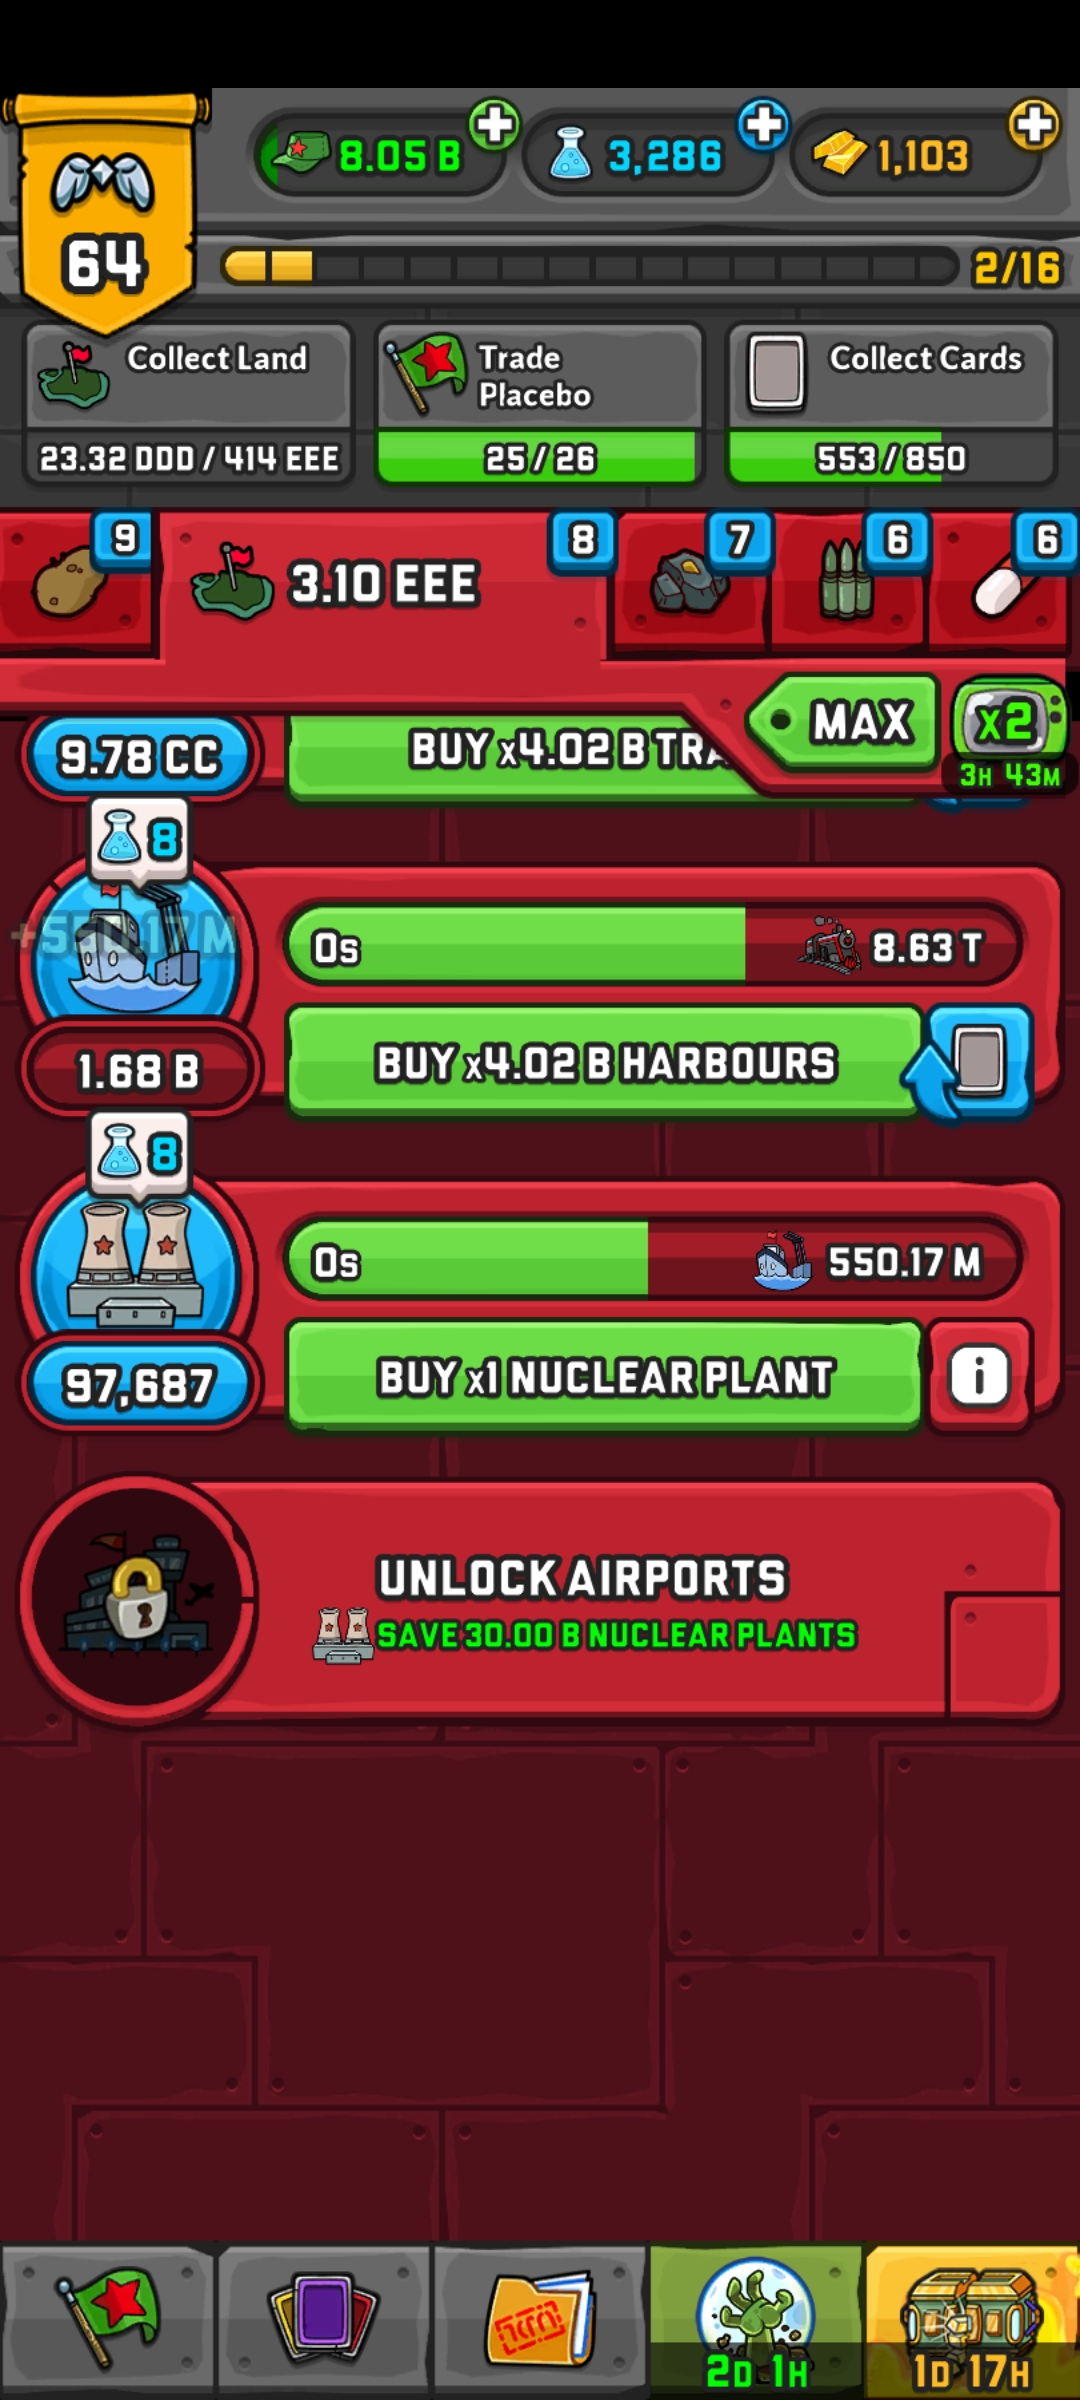 8.05 B
3,286
1,103
64
2/16
Collect Land
23.32 DDD / 414 EEE
Trade
Placebo
25 / 26
Collect Cards
553 / 850
9
3.10 EEE
8
7
6
6
MAX
x2
3H 43M
9.78 CC
BUY x4.02 B TRA
8
+550.17 M
0s
8.63 T
1.68 B
BUY x4.02 B HARBOURS
8
0s
550.17 M
97,687
BUY x1 NUCLEAR PLANT
i
UNLOCK AIRPORTS
SAVE 30.00 B NUCLEAR PLANTS
2D 1H
1D 17H